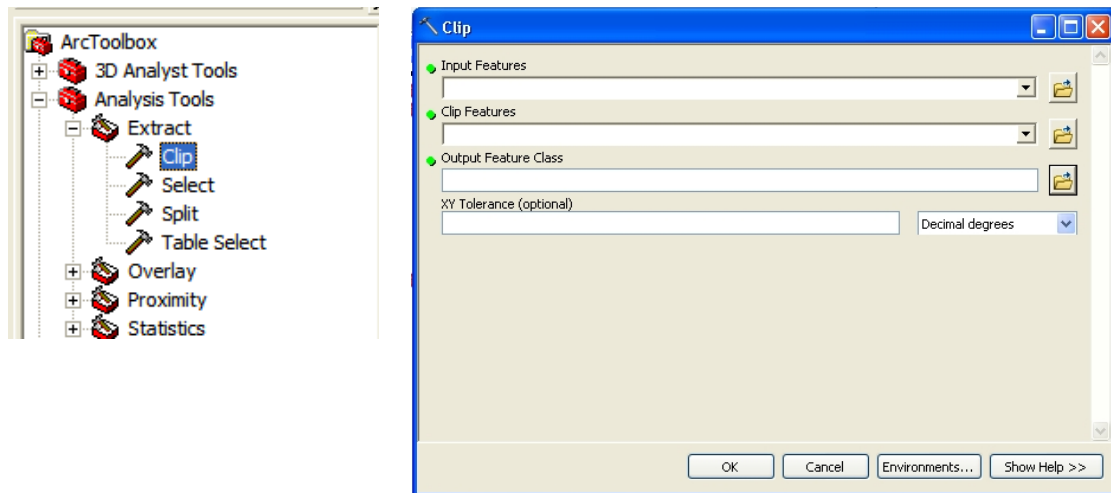 ArcToolbox
3D Analyst Tools
Analysis Tools
Extract
Clip
Select
Split
Table Select
Overlay
Proximity
Statistics
Clip
Input Features
Clip Features
Output Feature Class
XY Tolerance (optional)
Decimal degrees
OK Cancel Environments... Show Help >>